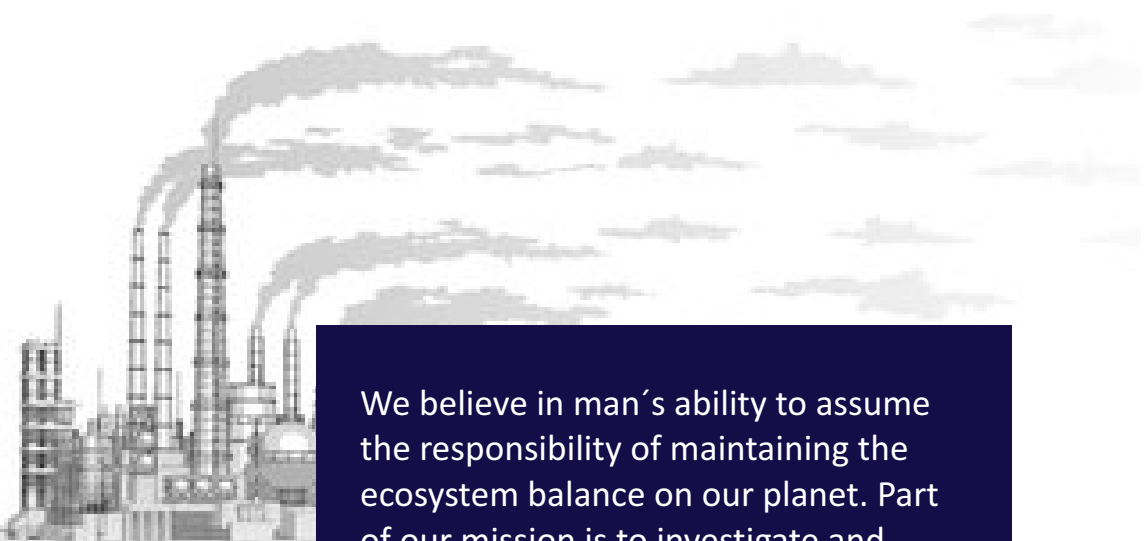 We believe in man´s ability to assume
the responsibility of maintaining the
ecosystem balance on our planet. Part
of our mission is to investigate and